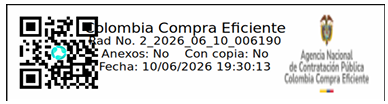 Colombia Compra Eficiente
Rad No. 2_2026_06_10_006190
Anexos: No Con copia: No
Fecha: 10/06/2026 19:30:13
Agencia Nacional
de Contratación Pública
Colombia Compra Eficiente